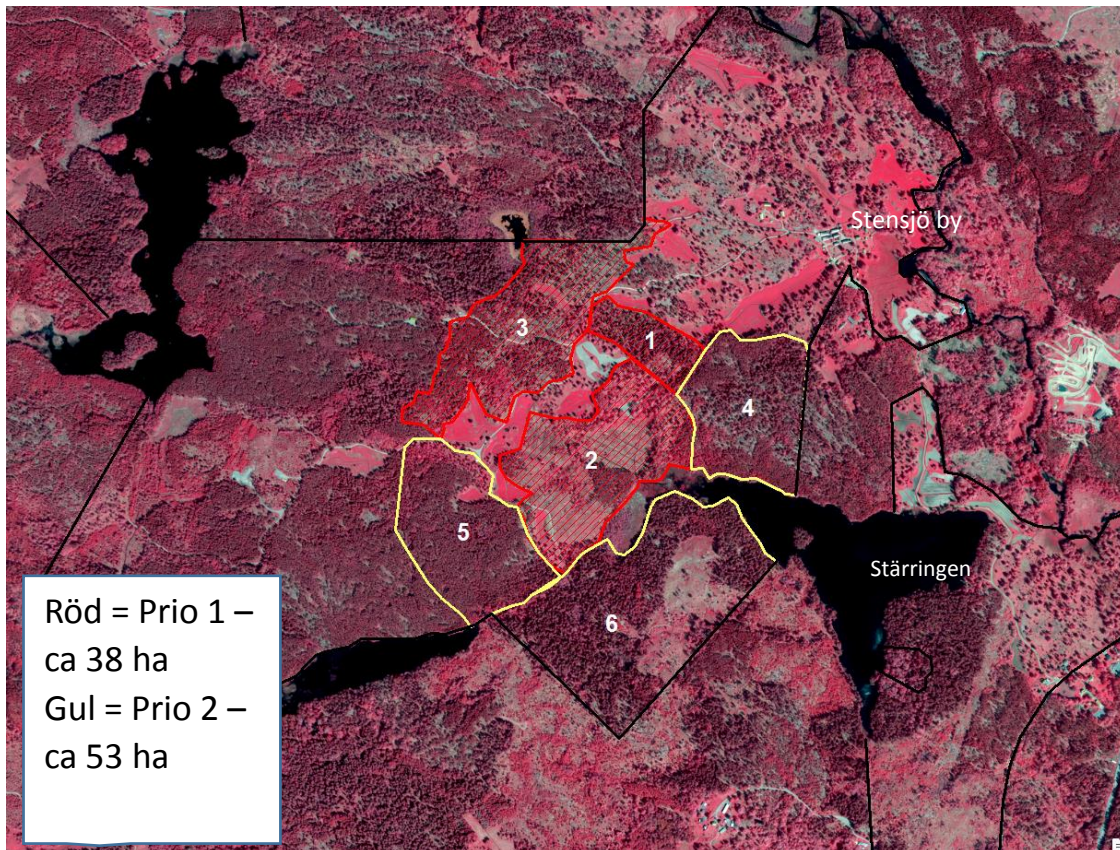 Stensjö by
3
1
4
2
5
Stärringen
6
Röd = Prio 1 –
ca 38 ha
Gul = Prio 2 –
ca 53 ha